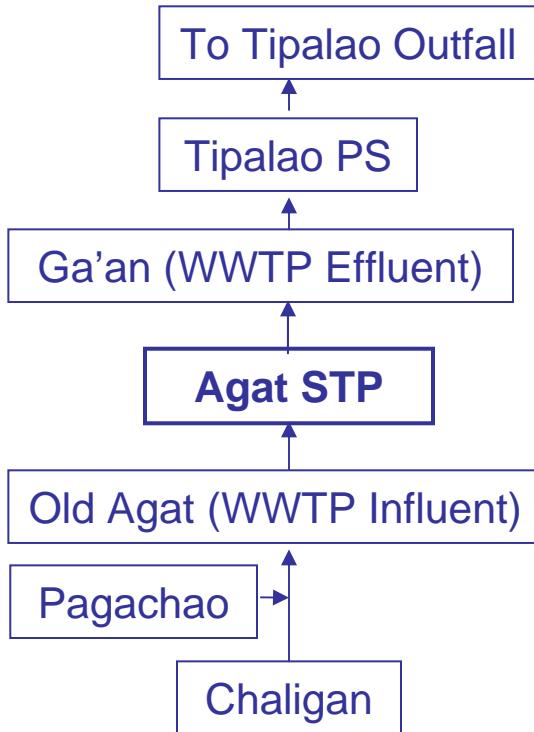 To Tipalao Outfall
Tipalao PS
Ga’an (WWTP Effluent)
Agat STP
Old Agat (WWTP Influent)
Pagachao
Chaligan